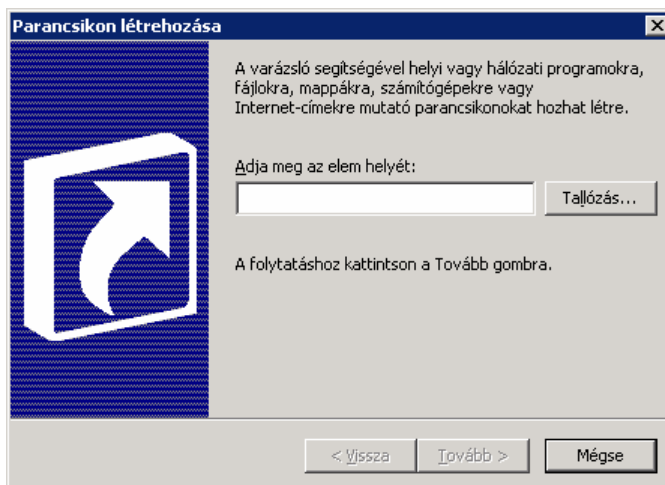 Parancsikon létrehozása
A varázsló segítségével helyi vagy hálózati programokra,
fájlokra, mappákra, számítógépekre vagy
Internet-címekre mutató parancsikonokat hozhat létre.
Adja meg az elem helyét:
Tallózás...
A folytatáshoz kattintson a Tovább gombra.
< Vissza Tovább > Mégse